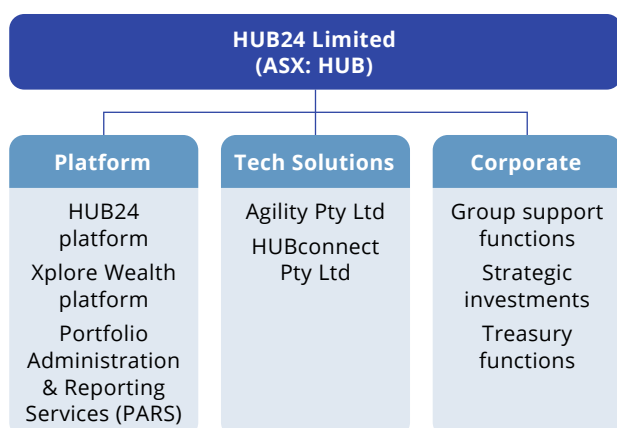 HUB24 Limited
(ASX: HUB)
Platform
HUB24
platform
Xplore Wealth
platform
Portfolio
Administration
& Reporting
Services (PARS)
Tech Solutions
Agility Pty Ltd
HUBconnect
Pty Ltd
Corporate
Group support
functions
Strategic
investments
Treasury
functions